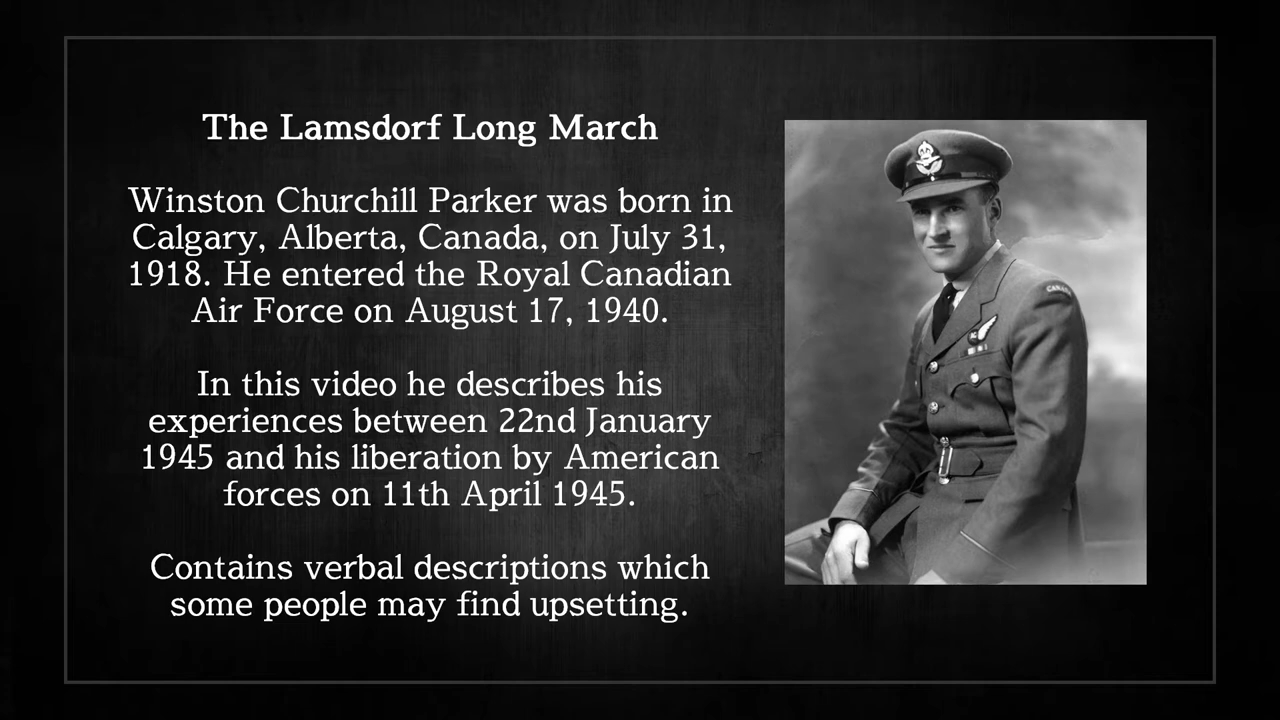 The Lamsdorf Long March
Winston Churchill Parker was born in
Calgary, Alberta, Canada, on July 31,
1918. He entered the Royal Canadian
Air Force on August 17, 1940.
In this video he describes his
experiences between 22nd January
1945 and his liberation by American
forces on 11th April 1945.
Contains verbal descriptions which
some people may find upsetting.